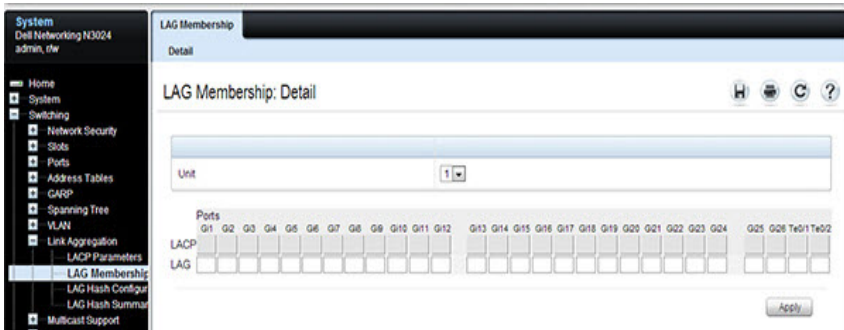 System
Dell Networking N3024
admin, r/w
Home
System
Switching
Network Security
Slots
Ports
Address Tables
GARP
Spanning Tree
VLAN
Link Aggregation
LACP Parameters
LAG Membership
LAG Hash Configur
LAG Hash Summar
Multicast Support
LAG Membership
Detail
LAG Membership: Detail
H C ?
Unit 1
Ports
Gi1 Gi2 Gi3 Gi4 Gi5 Gi6 Gi7 Gi8 Gi9 Gi10 Gi11 Gi12 Gi13 Gi14 Gi15 Gi16 Gi17 Gi18 Gi19 Gi20 Gi21 Gi22 Gi23 Gi24 Gi25 Gi26 Te0/1 Te0/2
LACP
LAG
Apply